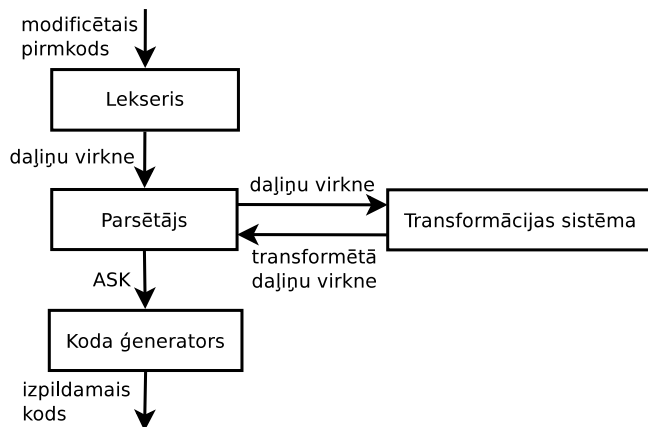 modificētais
pirmkods
Lekseris
daļiņu virkne
daļiņu virkne
Parsētājs
Transformācijas sistēma
transformētā
daļiņu virkne
ASK
Koda ģenerators
izpildamais
kods